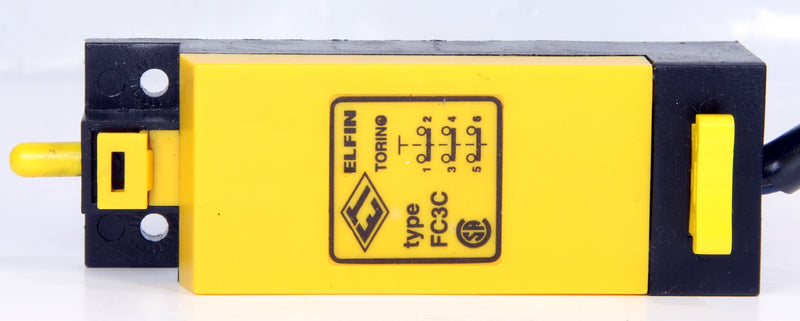 ELFIN
TORINO
2 4 6
1 3 5
type
FC3C